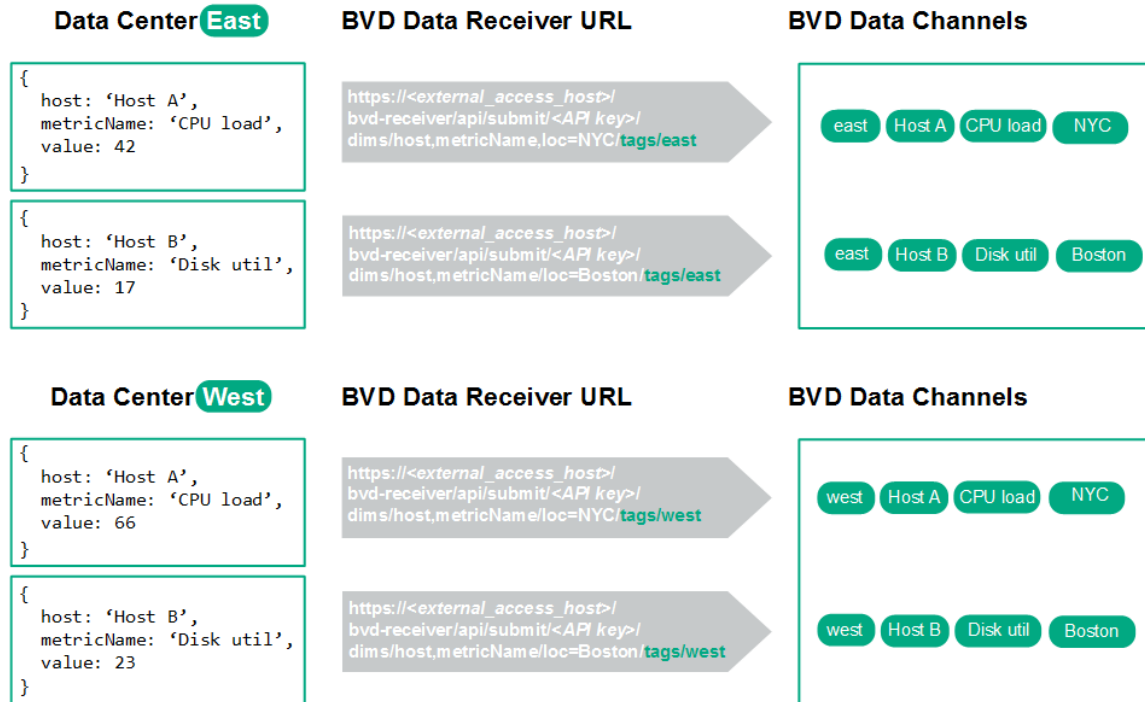 Data Center East
BVD Data Receiver URL
BVD Data Channels
{
host: ‘Host A’,
metricName: ‘CPU load’,
value: 42
}
https://<external_access_host>/
bvd-receiver/api/submit/<API key>/
dims/host,metricName,loc=NYC/tags/east
east Host A CPU load NYC
{
host: ‘Host B’,
metricName: ‘Disk util’,
value: 17
}
https://<external_access_host>/
bvd-receiver/api/submit/<API key>/
dims/host,metricName/loc=Boston/tags/east
east Host B Disk util Boston
Data Center West
BVD Data Receiver URL
BVD Data Channels
{
host: ‘Host A’,
metricName: ‘CPU load’,
value: 66
}
https://<external_access_host>/
bvd-receiver/api/submit/<API key>/
dims/host,metricName/loc=NYC/tags/west
west Host A CPU load NYC
{
host: ‘Host B’,
metricName: ‘Disk util’,
value: 23
}
https://<external_access_host>/
bvd-receiver/api/submit/<API key>/
dims/host,metricName/loc=Boston/tags/west
west Host B Disk util Boston